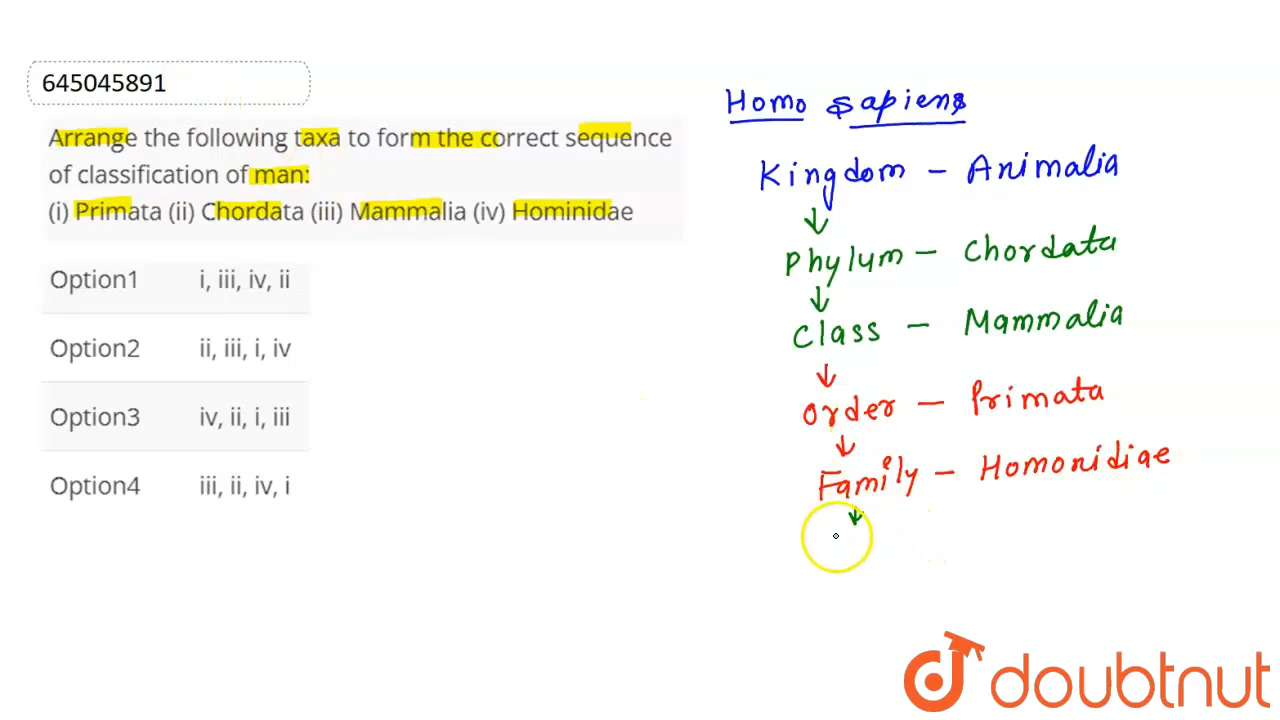 645045891
Arrange the following taxa to form the correct sequence
of classification of man:
(i) Primata (ii) Chordata (iii) Mammalia (iv) Hominidae
Option1 i, iii, iv, ii
Option2 ii, iii, i, iv
Option3 iv, ii, i, iii
Option4 iii, ii, iv, i
Homo sapiens
Kingdom - Animalia
↓
Phylum - Chordata
↓
Class - Mammalia
↓
Order - Primata
↓
Family - Homonidiae
↓
doubtnut